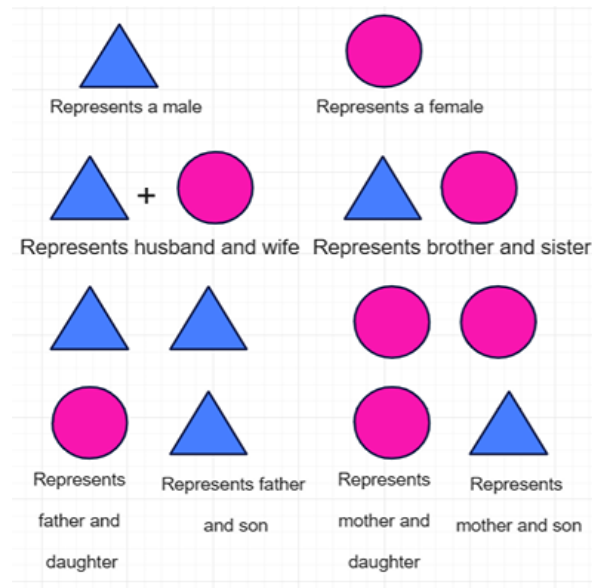 Represents a male
Represents a female
+
Represents husband and wife
Represents brother and sister
Represents
father and
daughter
Represents father
and son
Represents
mother and
daughter
Represents
mother and son